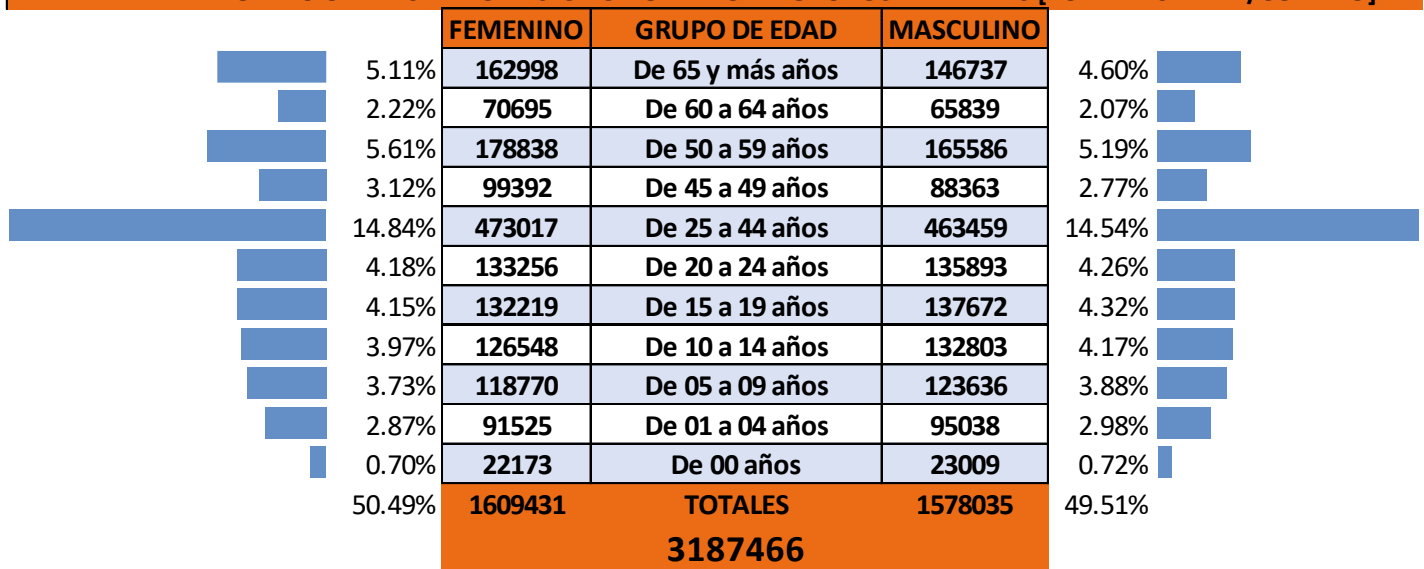 FEMENINO GRUPO DE EDAD MASCULINO
5.11% 162998 De 65 y más años 146737 4.60%
2.22% 70695 De 60 a 64 años 65839 2.07%
5.61% 178838 De 50 a 59 años 165586 5.19%
3.12% 99392 De 45 a 49 años 88363 2.77%
14.84% 473017 De 25 a 44 años 463459 14.54%
4.18% 133256 De 20 a 24 años 135893 4.26%
4.15% 132219 De 15 a 19 años 137672 4.32%
3.97% 126548 De 10 a 14 años 132803 4.17%
3.73% 118770 De 05 a 09 años 123636 3.88%
2.87% 91525 De 01 a 04 años 95038 2.98%
0.70% 22173 De 00 años 23009 0.72%
50.49% 1609431 TOTALES 1578035 49.51%
3187466